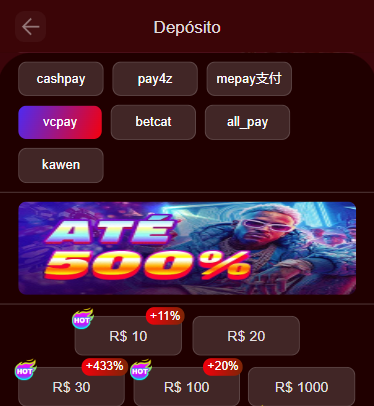 Depósito
cashpay pay4z mepay支付
vcpay betcat all_pay
kawen
ATÉ
500%
+11%
HOT R$ 10 R$ 20
+433% +20%
HOT R$ 30 HOT R$ 100 R$ 1000